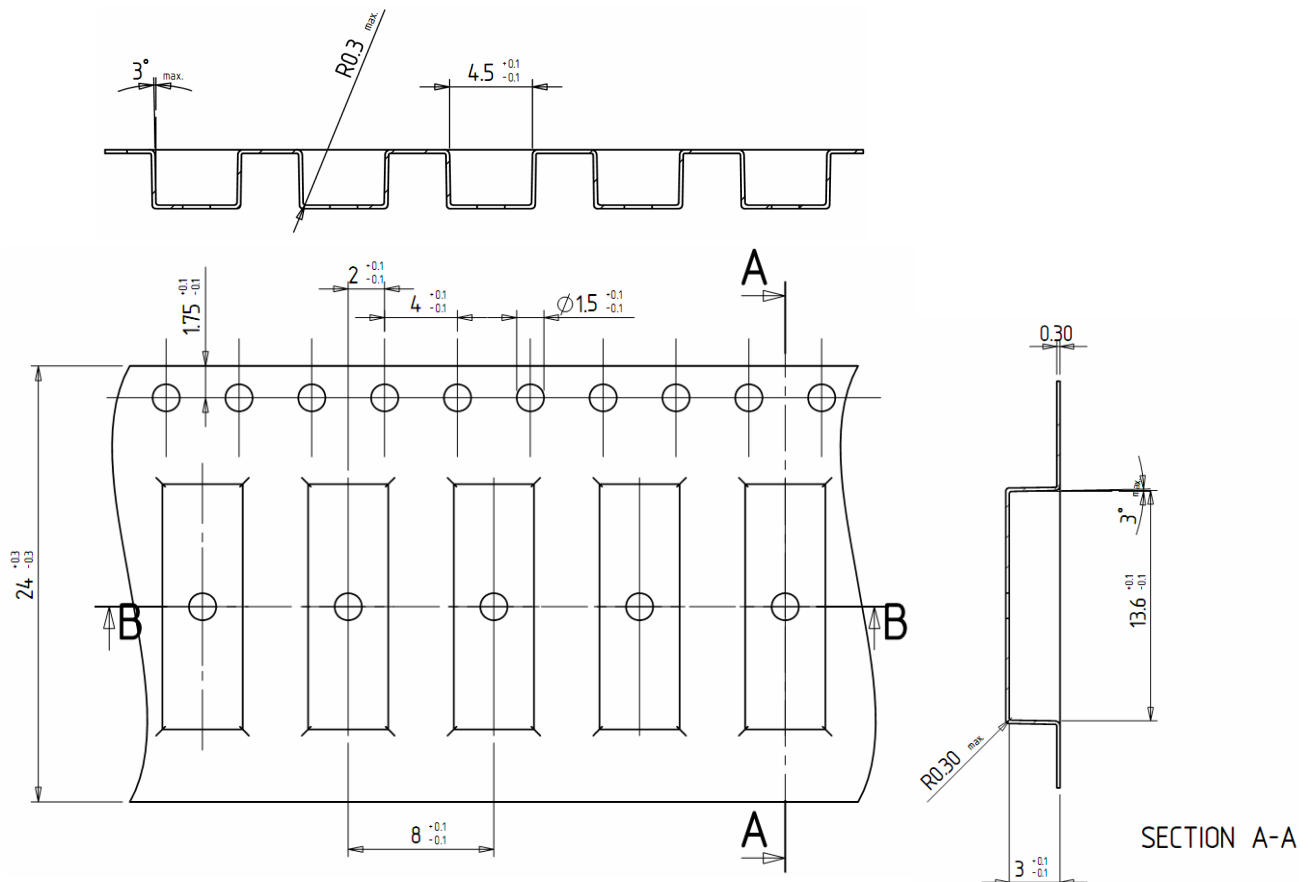 3° max.
R0.3 max.
4.5 +0.1 -0.1
A
2 +0.1 -0.1
1.75 +0.1 -0.1
4 +0.1 -0.1
Ø1.5 +0.1 -0.1
0.30
24 +0.3 -0.3
3° max.
13.6 +0.1 -0.1
B
B
R0.30 max.
8 +0.1 -0.1
A
SECTION A-A
3 +0.1 -0.1